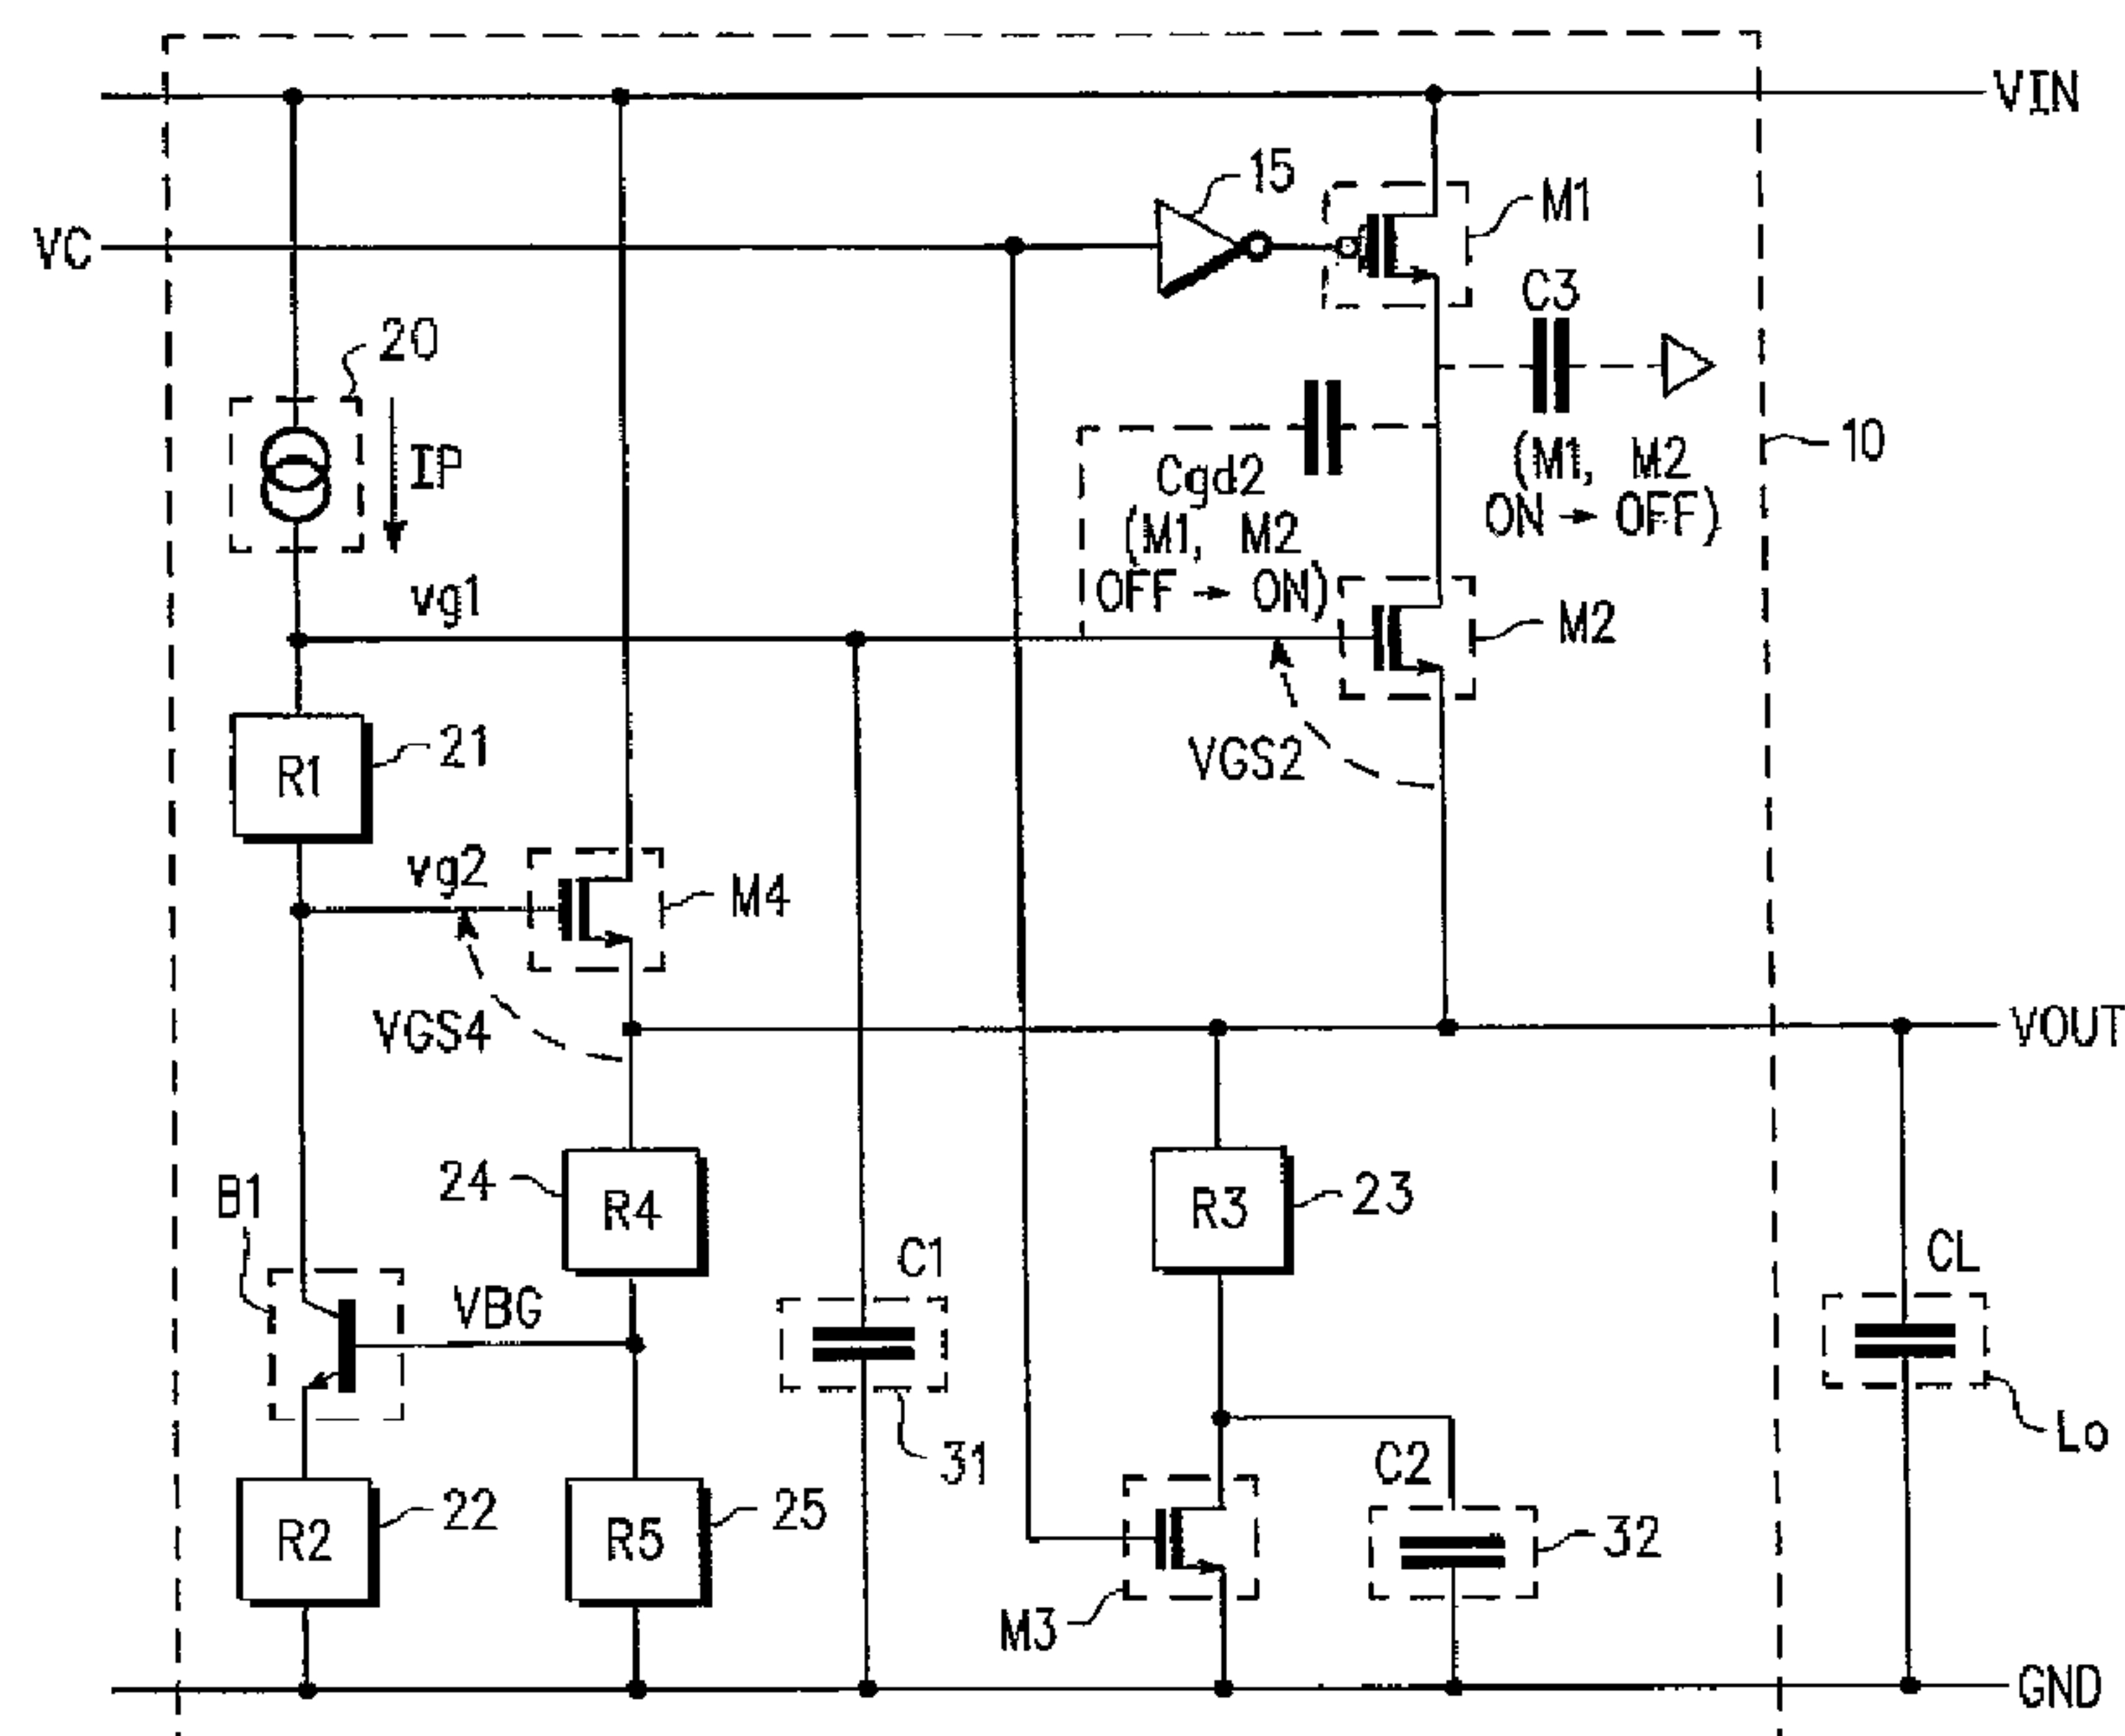 VIN
15
M1
VC
C3
20
IP
10
Cgd2
(M1, M2
OFF → ON)
(M1, M2
ON → OFF)
vg1
M2
R1
21
VGS2
vg2
M4
VGS4
VOUT
24
R4
R3
23
B1
VBG
C1
CL
31
C2
Lo
R2
22
R5
25
32
M3
GND